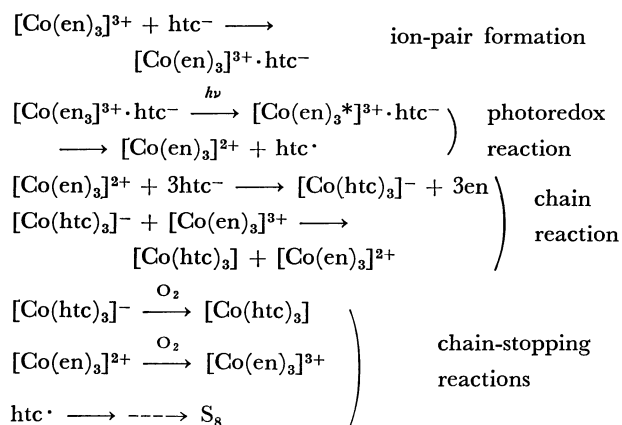 [Co(en)₃]³⁺ + htc⁻ ⟶ ion-pair formation
[Co(en)₃]³⁺·htc⁻
[Co(en₃]³⁺·htc⁻ —hν→ [Co(en)₃*]³⁺·htc⁻ photoredox
⟶ [Co(en)₃]²⁺ + htc· reaction
[Co(en)₃]²⁺ + 3htc⁻ ⟶ [Co(htc)₃]⁻ + 3en
chain
[Co(htc)₃]⁻ + [Co(en)₃]³⁺ ⟶ reaction
[Co(htc)₃] + [Co(en)₃]²⁺
[Co(htc)₃]⁻ —O₂→ [Co(htc)₃]
[Co(en)₃]²⁺ —O₂→ [Co(en)₃]³⁺ chain-stopping
reactions
htc· ⟶ ----→ S₈